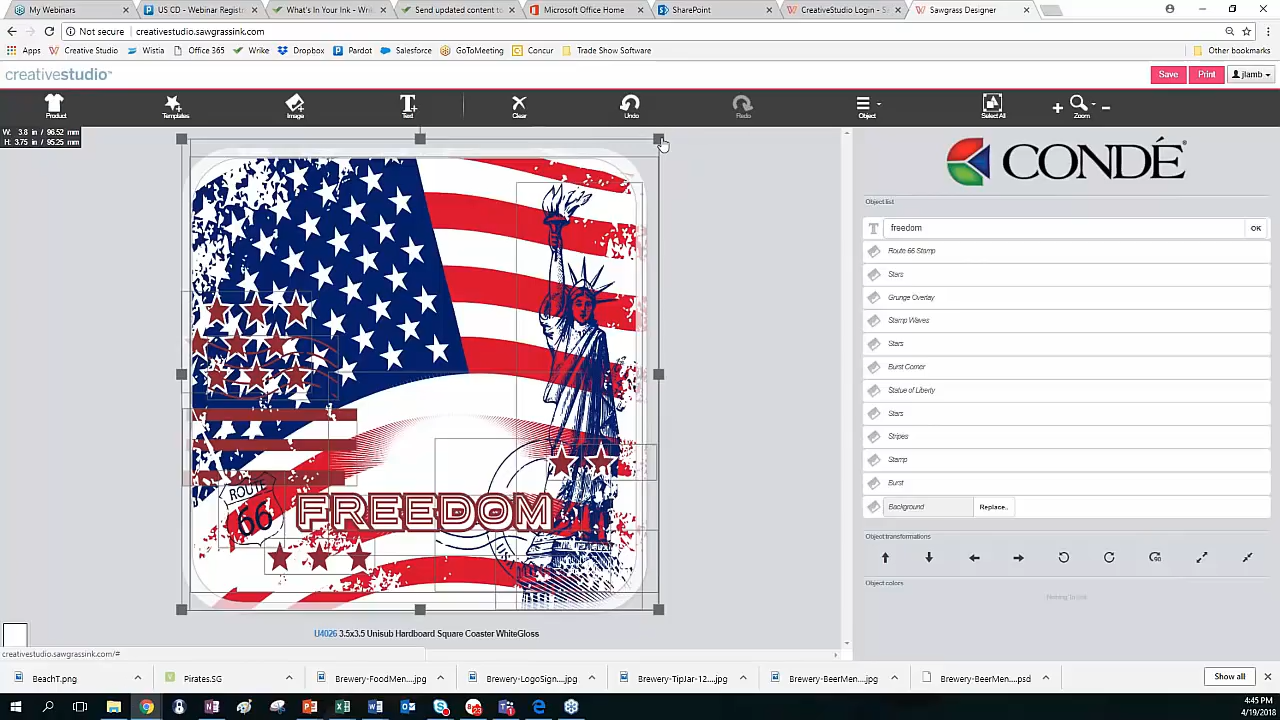 My Webinars
US CD - Webinar Registr
What's In Your Ink - Wrik
Send updated content to
Microsoft Office Home
SharePoint
CreativeStudio Login - Sa
Sawgrass Designer
Not secure
creativestudio.sawgrassink.com
Apps
Creative Studio
Wistia
Office 365
Wrike
Dropbox
Pardot
Salesforce
GoToMeeting
Concur
Trade Show Software
Other bookmarks
creativestudio™
Save
Print
jlamb
Product
Templates
Image
Text
Clear
Undo
Redo
Object
Select All
Zoom
W: 3.8 in / 96.52 mm
H: 3.75 in / 95.25 mm
CONDÉ®
Object list
freedom
OK
Route 66 Stamp
Stars
Grunge Overlay
Stamp Waves
Stars
Burst Corner
Statue of Liberty
Stars
Stripes
Stamp
Burst
Background
Replace..
Object transformations
90
Object colors
ROUTE
66
FREEDOM
U4026 3.5x3.5 Unisub Hardboard Square Coaster WhiteGloss
creativestudio.sawgrassink.com/#
BeachT.png
Pirates.SG
Brewery-FoodMen....jpg
Brewery-LogoSign....jpg
Brewery-TipJar-12....jpg
Brewery-BeerMen....jpg
Brewery-BeerMen....psd
Show all
4:45 PM
4/19/2018